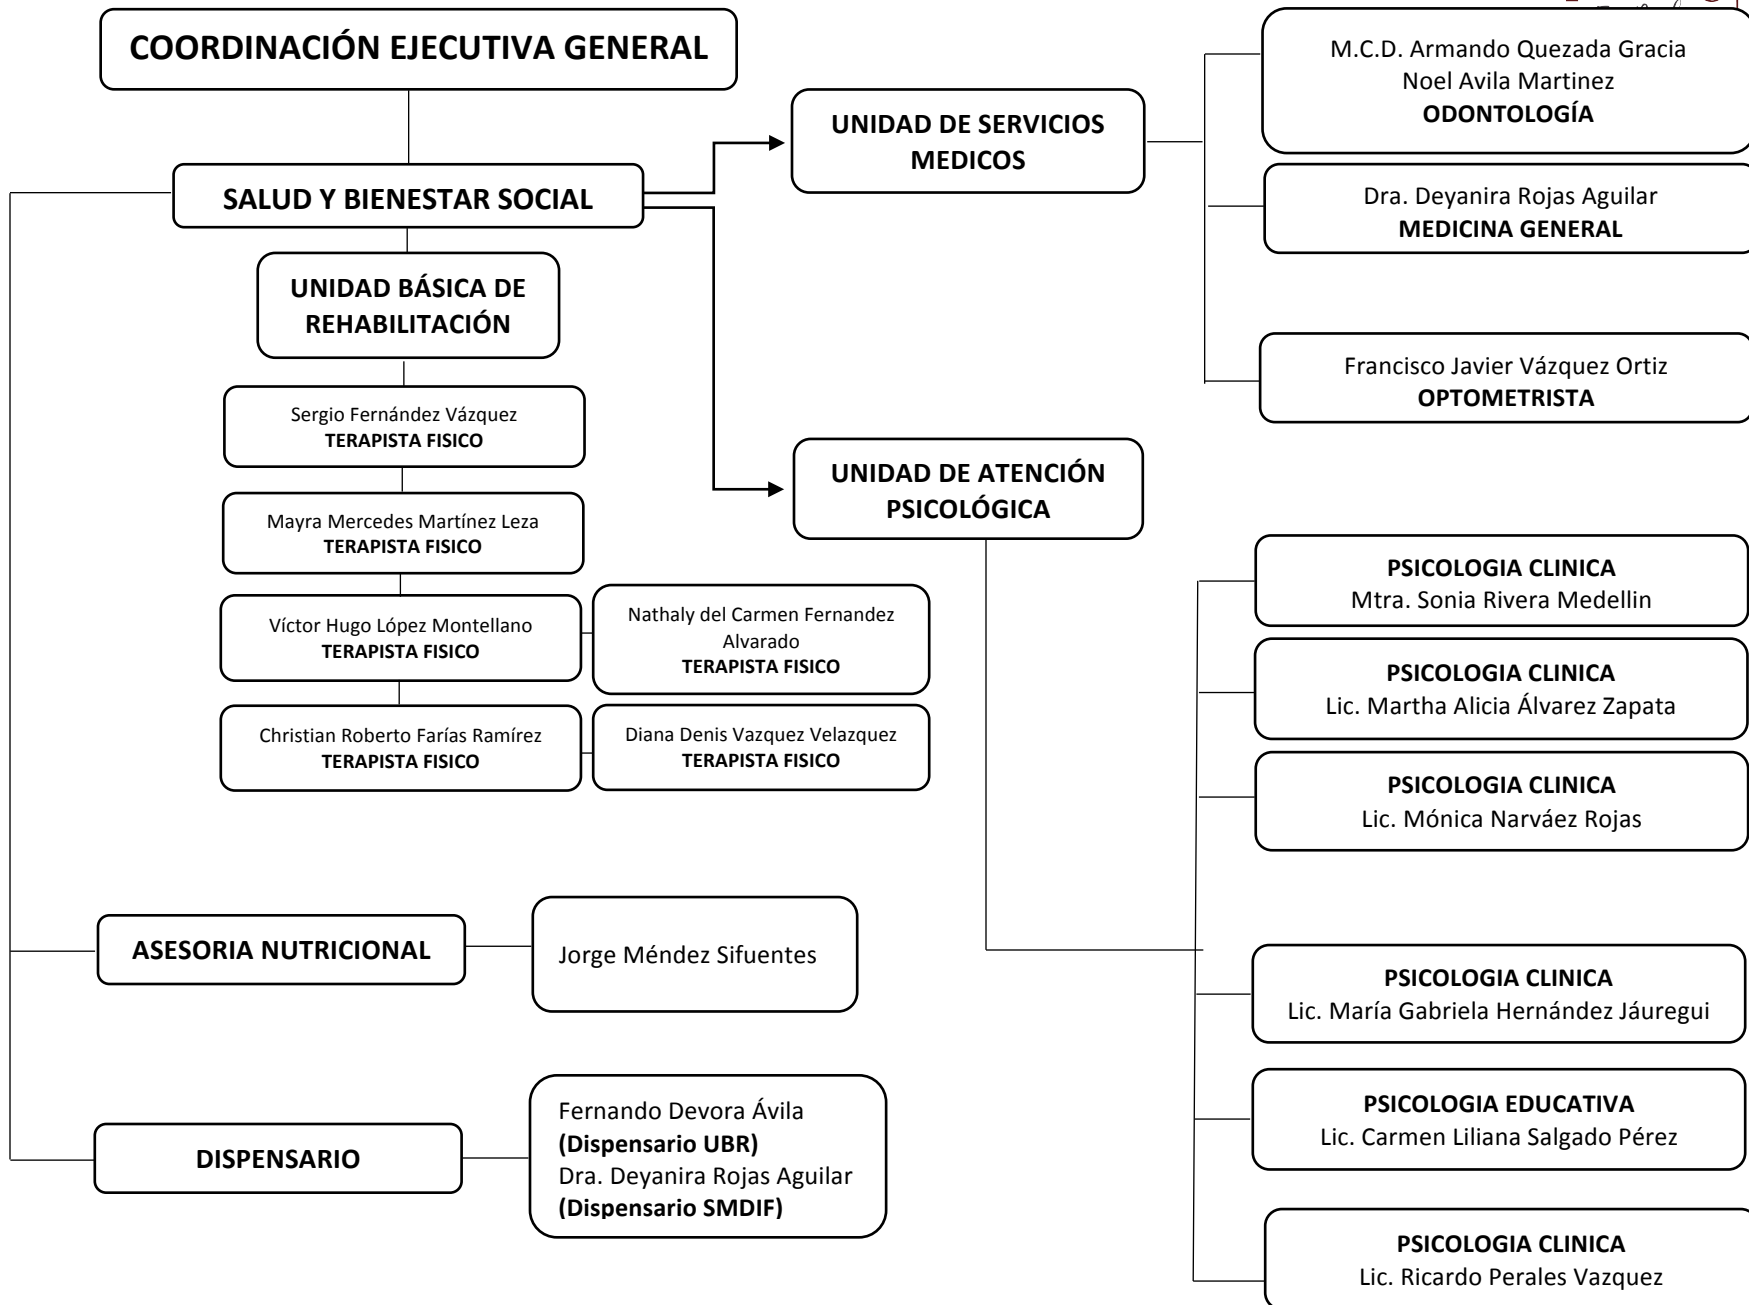 COORDINACIÓN EJECUTIVA GENERAL
SALUD Y BIENESTAR SOCIAL
UNIDAD BÁSICA DE
REHABILITACIÓN
Sergio Fernández Vázquez
TERAPISTA FISICO
Mayra Mercedes Martínez Leza
TERAPISTA FISICO
Víctor Hugo López Montellano
TERAPISTA FISICO
Nathaly del Carmen Fernandez
Alvarado
TERAPISTA FISICO
Christian Roberto Farías Ramírez
TERAPISTA FISICO
Diana Denis Vazquez Velazquez
TERAPISTA FISICO
ASESORIA NUTRICIONAL
Jorge Méndez Sifuentes
DISPENSARIO
Fernando Devora Ávila
(Dispensario UBR)
Dra. Deyanira Rojas Aguilar
(Dispensario SMDIF)
UNIDAD DE SERVICIOS
MEDICOS
M.C.D. Armando Quezada Gracia
Noel Avila Martinez
ODONTOLOGÍA
Dra. Deyanira Rojas Aguilar
MEDICINA GENERAL
Francisco Javier Vázquez Ortiz
OPTOMETRISTA
UNIDAD DE ATENCIÓN
PSICOLÓGICA
PSICOLOGIA CLINICA
Mtra. Sonia Rivera Medellin
PSICOLOGIA CLINICA
Lic. Martha Alicia Álvarez Zapata
PSICOLOGIA CLINICA
Lic. Mónica Narváez Rojas
PSICOLOGIA CLINICA
Lic. María Gabriela Hernández Jáuregui
PSICOLOGIA EDUCATIVA
Lic. Carmen Liliana Salgado Pérez
PSICOLOGIA CLINICA
Lic. Ricardo Perales Vazquez